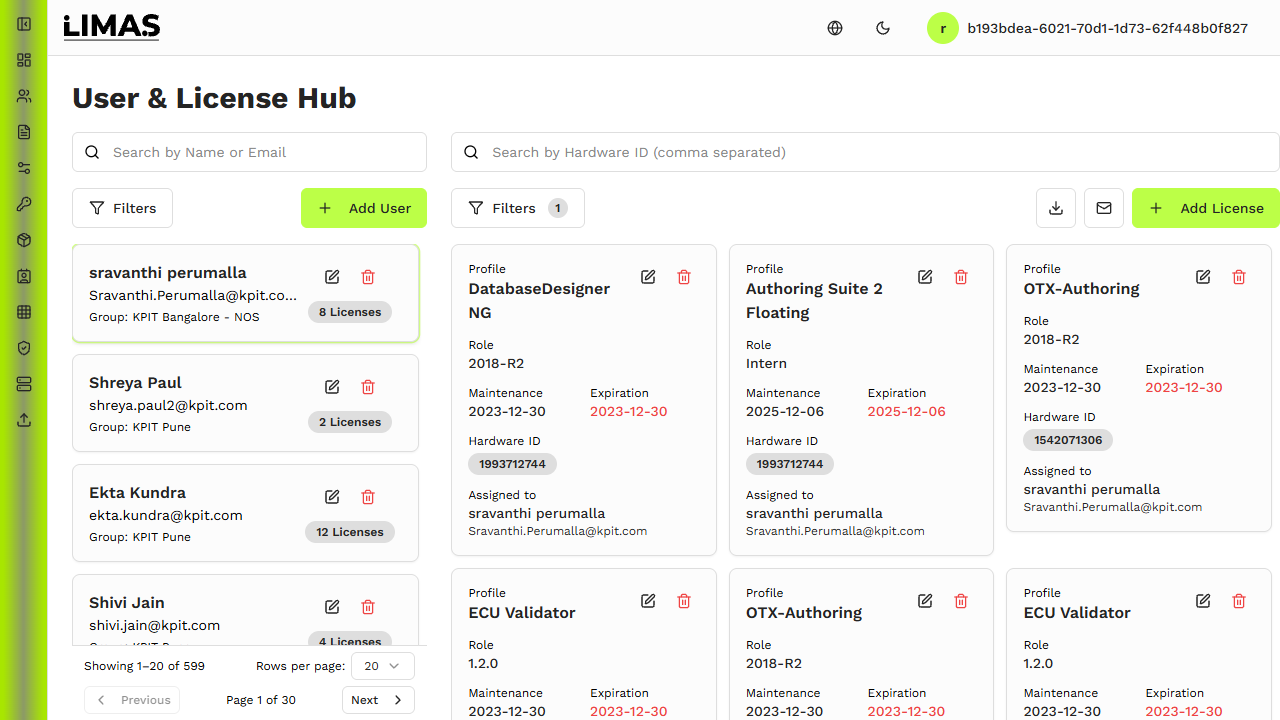 LIMAS
r
b193bdea-6021-70d1-1d73-62f448b0f827
User & License Hub
Search by Name or Email
Filters
Add User
sravanthi perumalla
Sravanthi.Perumalla@kpit.co...
Group: KPIT Bangalore - NOS
8 Licenses
Shreya Paul
shreya.paul2@kpit.com
Group: KPIT Pune
2 Licenses
Ekta Kundra
ekta.kundra@kpit.com
Group: KPIT Pune
12 Licenses
Shivi Jain
shivi.jain@kpit.com
4 Licenses
Showing 1–20 of 599
Rows per page: 20
Previous
Page 1 of 30
Next
Search by Hardware ID (comma separated)
Filters 1
Add License
Profile
DatabaseDesigner
NG
Role
2018-R2
Maintenance Expiration
2023-12-30 2023-12-30
Hardware ID
1993712744
Assigned to
sravanthi perumalla
Sravanthi.Perumalla@kpit.com
Profile
Authoring Suite 2
Floating
Role
Intern
Maintenance Expiration
2025-12-06 2025-12-06
Hardware ID
1993712744
Assigned to
sravanthi perumalla
Sravanthi.Perumalla@kpit.com
Profile
OTX-Authoring
Role
2018-R2
Maintenance Expiration
2023-12-30 2023-12-30
Hardware ID
1542071306
Assigned to
sravanthi perumalla
Sravanthi.Perumalla@kpit.com
Profile
ECU Validator
Role
1.2.0
Maintenance Expiration
2023-12-30 2023-12-30
Profile
OTX-Authoring
Role
2018-R2
Maintenance Expiration
2023-12-30 2023-12-30
Profile
ECU Validator
Role
1.2.0
Maintenance Expiration
2023-12-30 2023-12-30